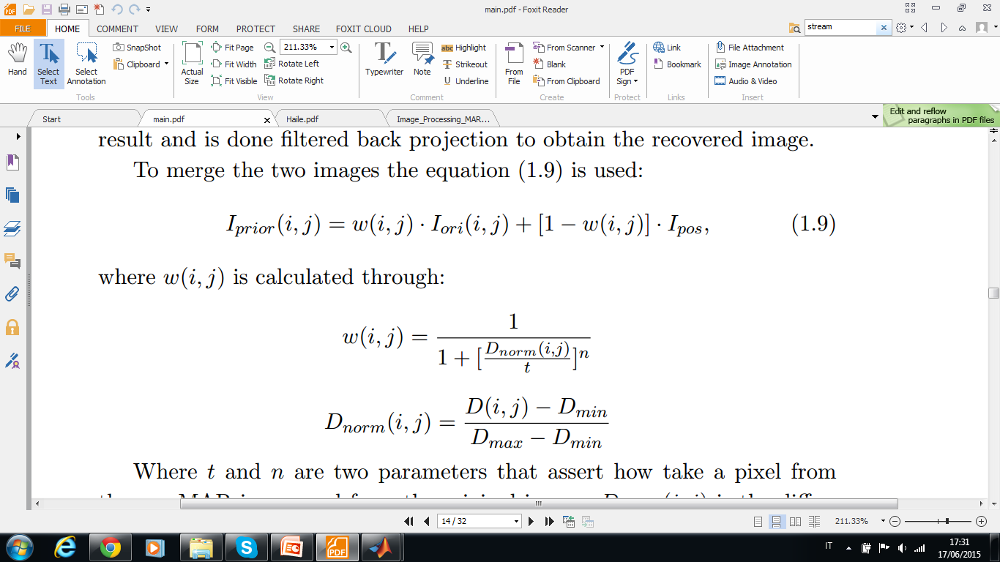 main.pdf - Foxit Reader
FILE HOME COMMENT VIEW FORM PROTECT SHARE FOXIT CLOUD HELP stream
Hand
Select Text
Select Annotation
SnapShot
Clipboard
Tools
Actual Size
Fit Page
Fit Width
Fit Visible
211.33%
Rotate Left
Rotate Right
View
Typewriter
Note
abc Highlight
Strikeout
U Underline
Comment
From File
From Scanner
Blank
From Clipboard
Create
PDF Sign
Protect
Link
Bookmark
Links
File Attachment
Image Annotation
Audio & Video
Insert
Start main.pdf Haile.pdf Image_Processing_MAR...
Edit and reflow
paragraphs in PDF files
result and is done filtered back projection to obtain the recovered image.
To merge the two images the equation (1.9) is used:
I_{prior}(i, j) = w(i, j) · I_{ori}(i, j) + [1 − w(i, j)] · I_{pos}, (1.9)
where w(i, j) is calculated through:
w(i, j) = \frac{1}{1 + [\frac{D_{norm}(i,j)}{t}]^n}
D_{norm}(i, j) = \frac{D(i, j) − D_{min}}{D_{max} − D_{min}}
Where t and n are two parameters that assert how take a pixel from
14 / 32
211.33%
IT
17:31
17/06/2015